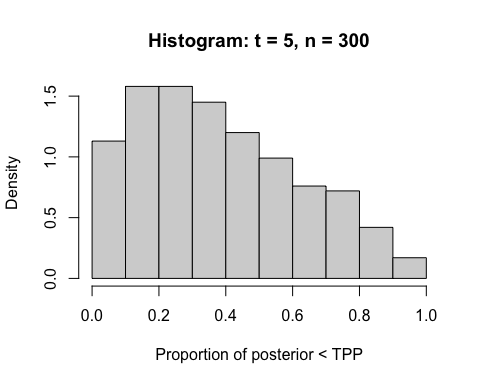 Histogram: t = 5, n = 300
Density
1.5
1.0
0.5
0.0
0.0 0.2 0.4 0.6 0.8 1.0
Proportion of posterior < TPP